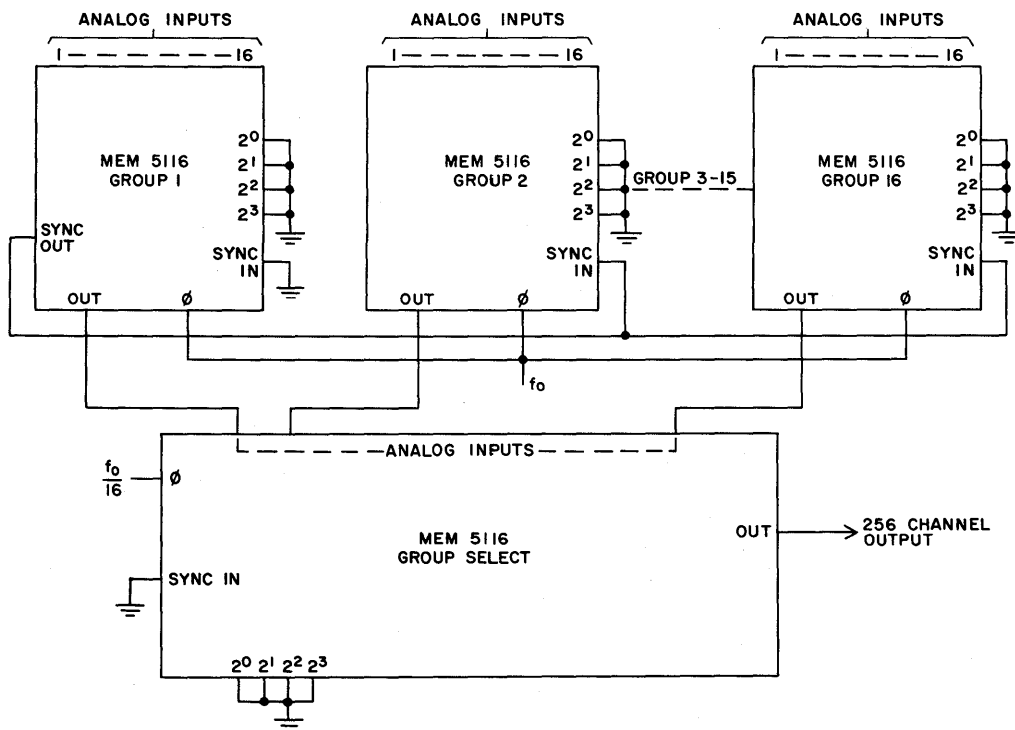 ANALOG INPUTS
1 16
MEM 5116
GROUP 1
2⁰
2¹
2²
2³
SYNC
OUT
SYNC
IN
OUT ø
ANALOG INPUTS
1 16
MEM 5116
GROUP 2
2⁰
2¹
2²
2³
SYNC
IN
OUT ø
GROUP 3-15
ANALOG INPUTS
1 16
MEM 5116
GROUP 16
2⁰
2¹
2²
2³
SYNC
IN
OUT ø
fo
ANALOG INPUTS
fo
16
ø
MEM 5116
GROUP SELECT
SYNC IN
OUT
256 CHANNEL
OUTPUT
2⁰ 2¹ 2² 2³